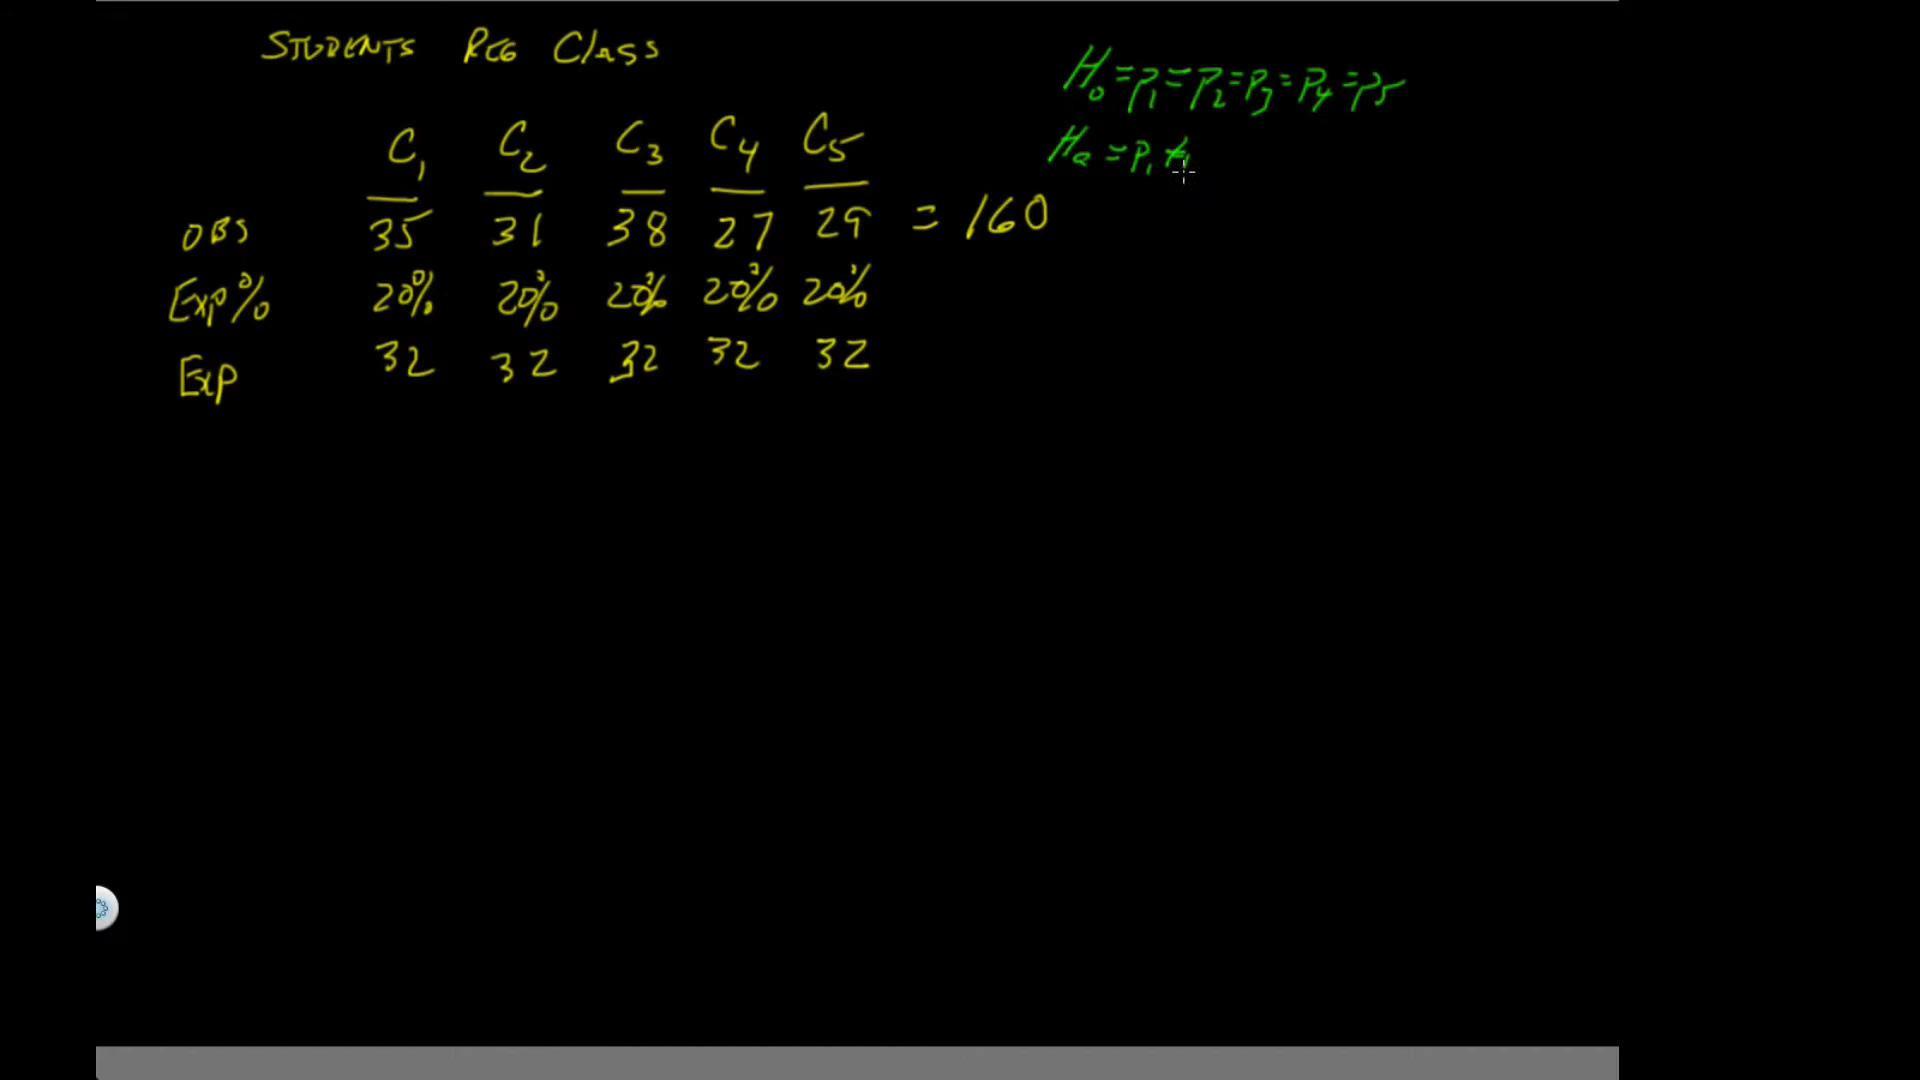 STUDENTS REG Class
H₀ = P₁ = P₂ = P₃ = P₄ = P₅
Hₐ = P₁ ≠
C₁ C₂ C₃ C₄ C₅
OBS 35 31 38 27 29 = 160
Exp% 20% 20% 20% 20% 20%
Exp 32 32 32 32 32